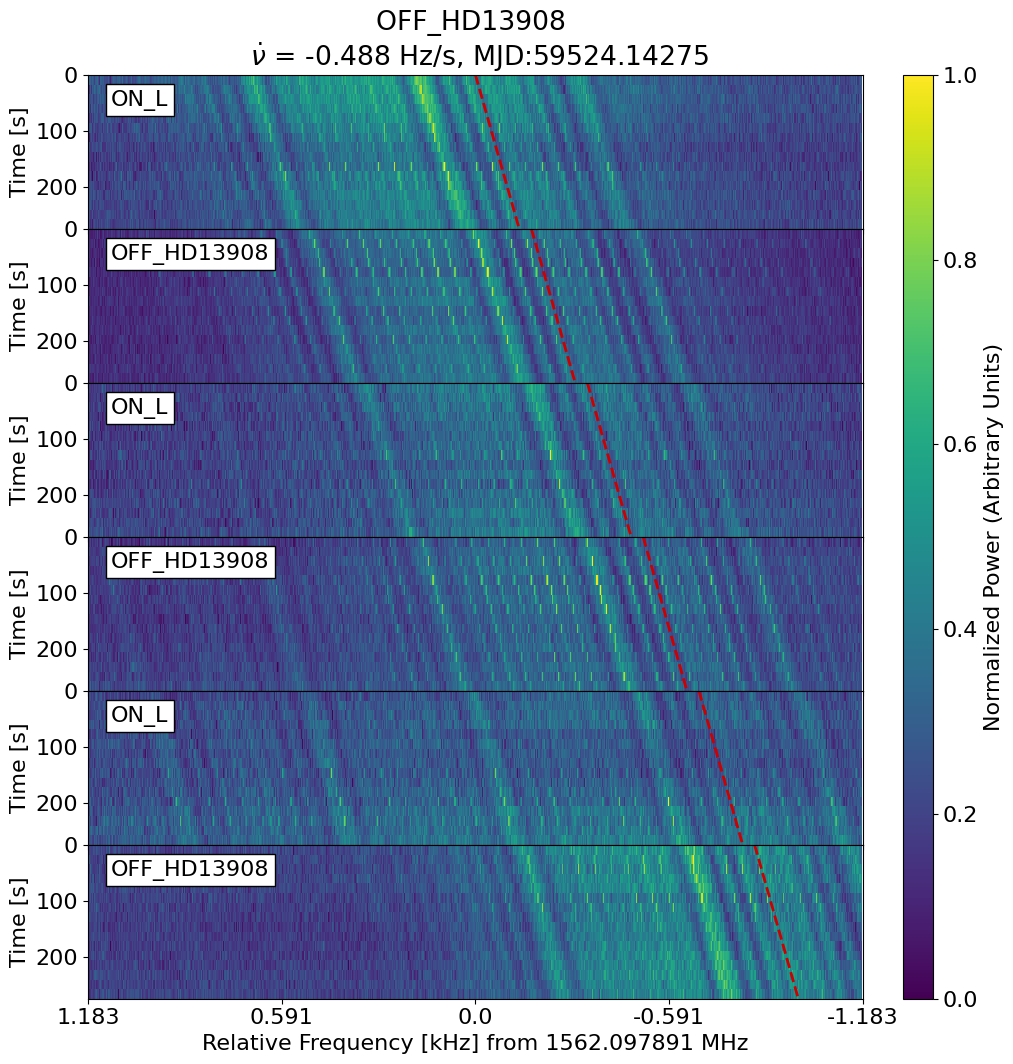 OFF_HD13908
ν̇ = -0.488 Hz/s, MJD:59524.14275
0
ON_L
100
Time [s]
200
0
OFF_HD13908
100
Time [s]
200
0
ON_L
100
Time [s]
200
0
OFF_HD13908
100
Time [s]
200
0
ON_L
100
Time [s]
200
0
OFF_HD13908
100
Time [s]
200
1.183 0.591 0.0 -0.591 -1.183
Relative Frequency [kHz] from 1562.097891 MHz
1.0
0.8
0.6
0.4
0.2
0.0
Normalized Power (Arbitrary Units)